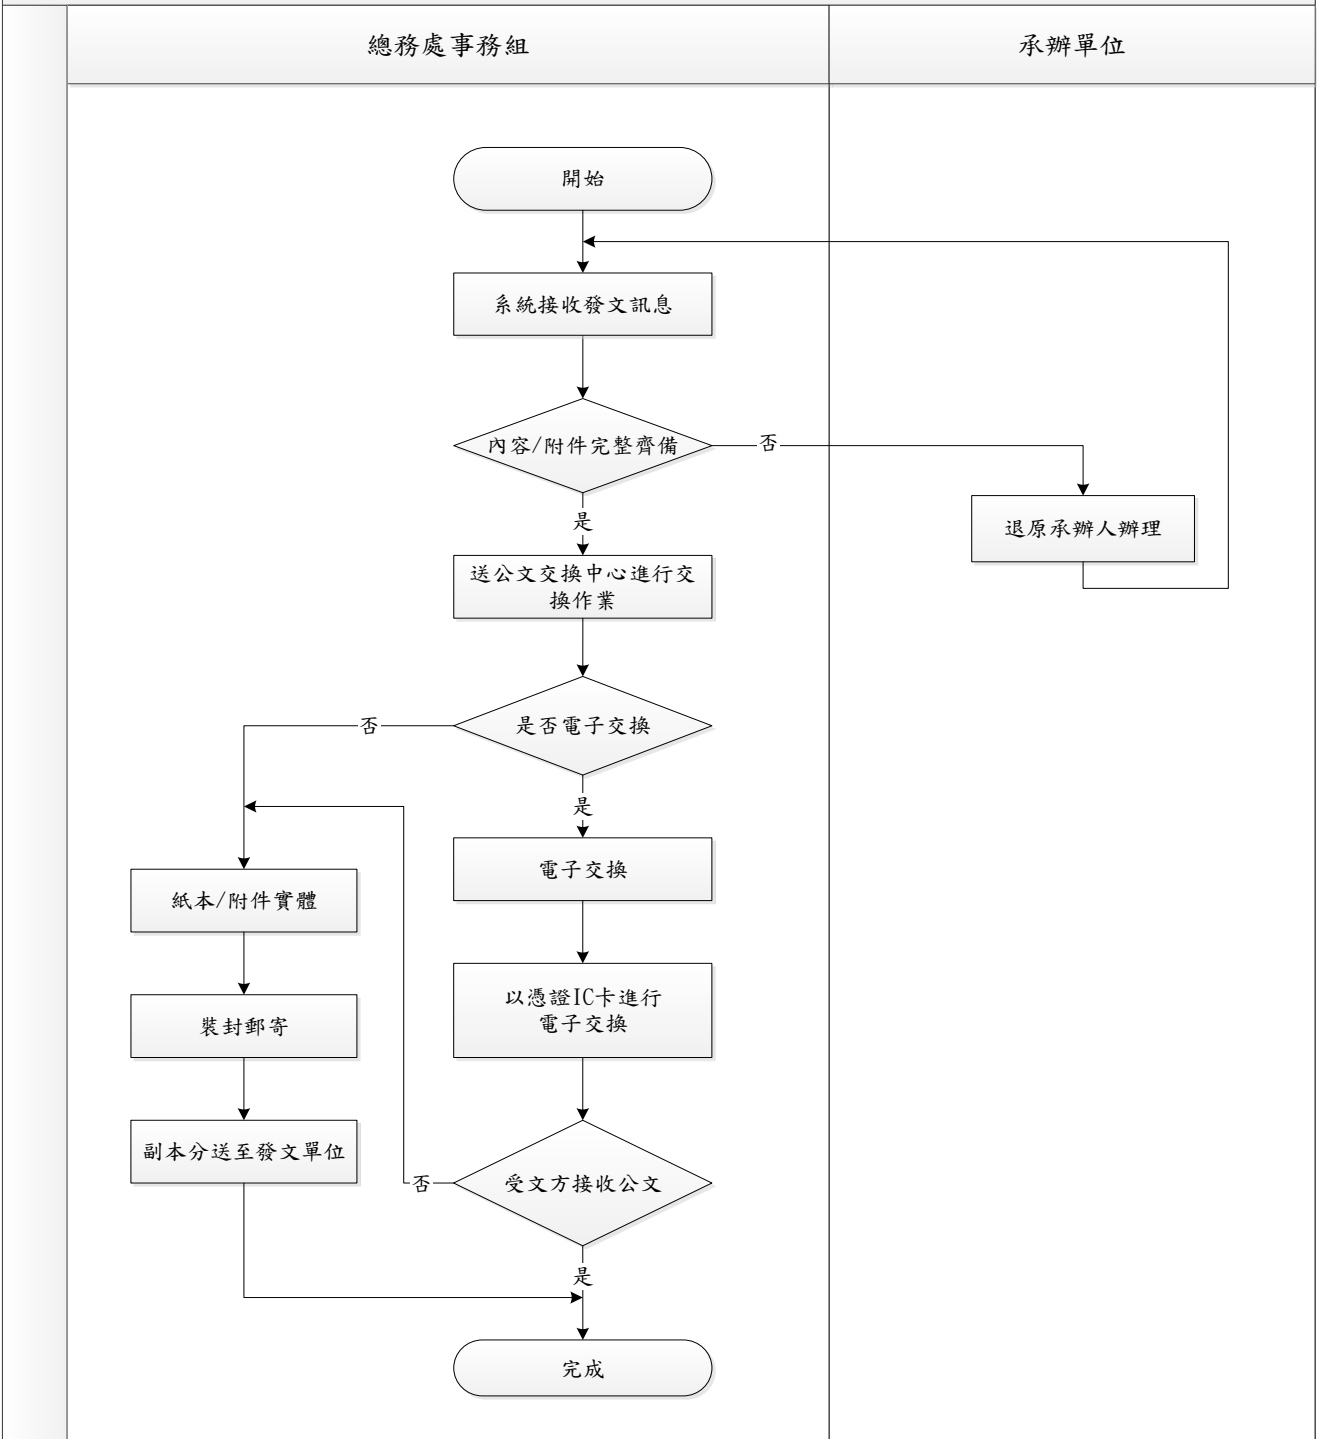 總務處事務組
承辦單位
開始
系統接收發文訊息
內容/附件完整齊備
否
是
退原承辦人辦理
送公文交換中心進行交
換作業
是否電子交換
否
是
電子交換
紙本/附件實體
以憑證IC卡進行
電子交換
裝封郵寄
副本分送至發文單位
受文方接收公文
否
是
完成